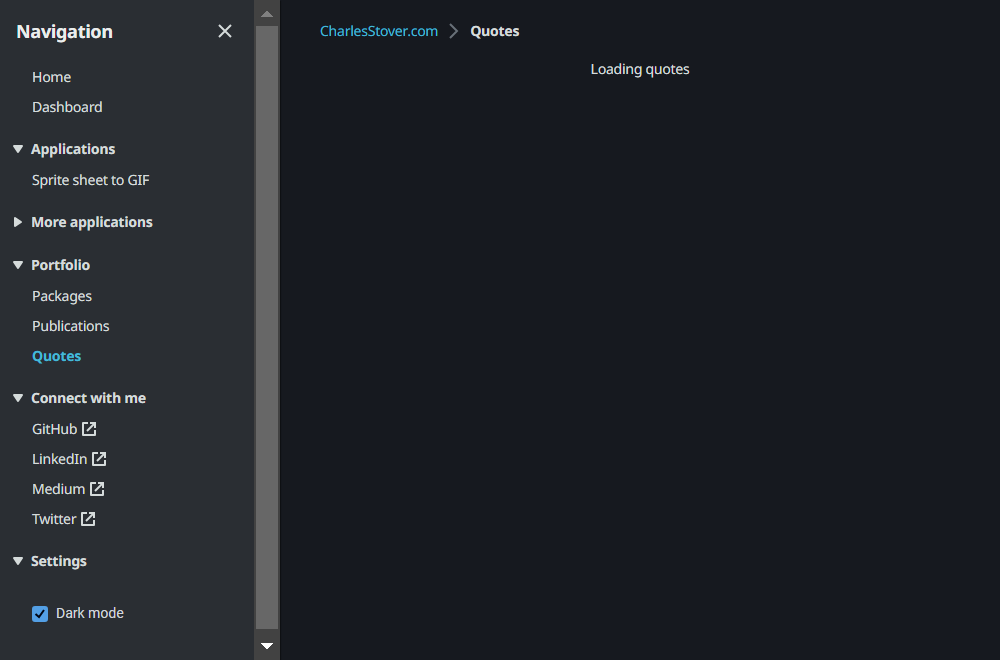 Navigation
Home
Dashboard
Applications
Sprite sheet to GIF
More applications
Portfolio
Packages
Publications
Quotes
Connect with me
GitHub
LinkedIn
Medium
Twitter
Settings
Dark mode
CharlesStover.com Quotes
Loading quotes